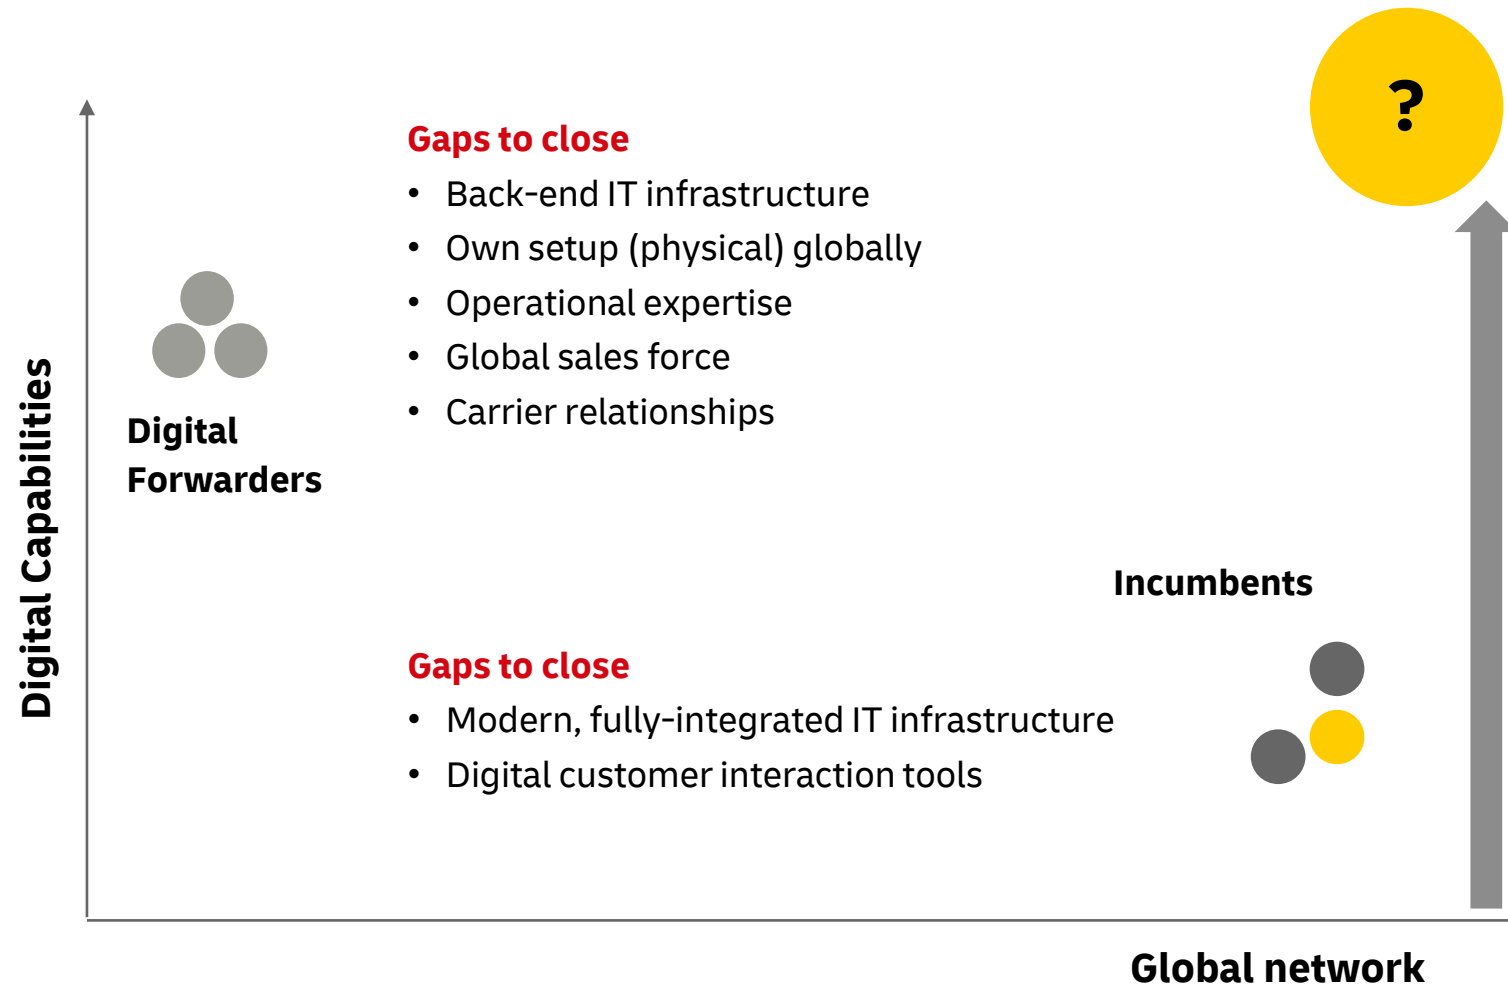 ?
Gaps to close
• Back-end IT infrastructure
• Own setup (physical) globally
• Operational expertise
• Global sales force
• Carrier relationships
Digital
Forwarders
Digital Capabilities
Incumbents
Gaps to close
• Modern, fully-integrated IT infrastructure
• Digital customer interaction tools
Global network